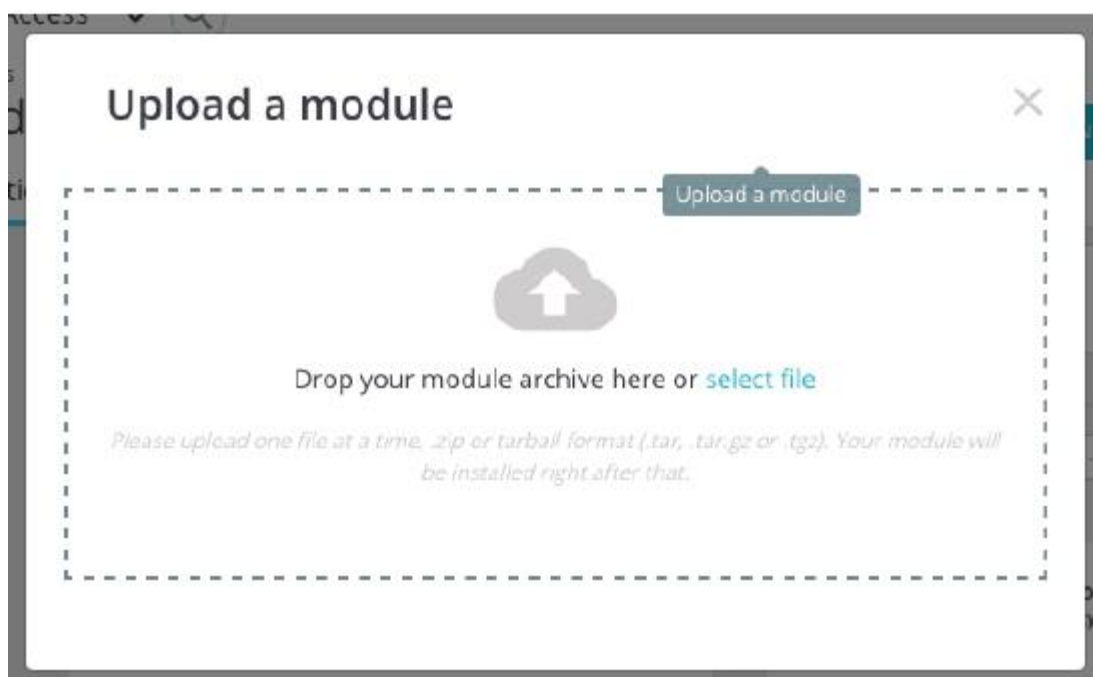 Upload a module
Upload a module
Drop your module archive here or select file
Please upload one file at a time, .zip or tarball format (.tar, .tar.gz or .tgz). Your module will
be installed right after that.